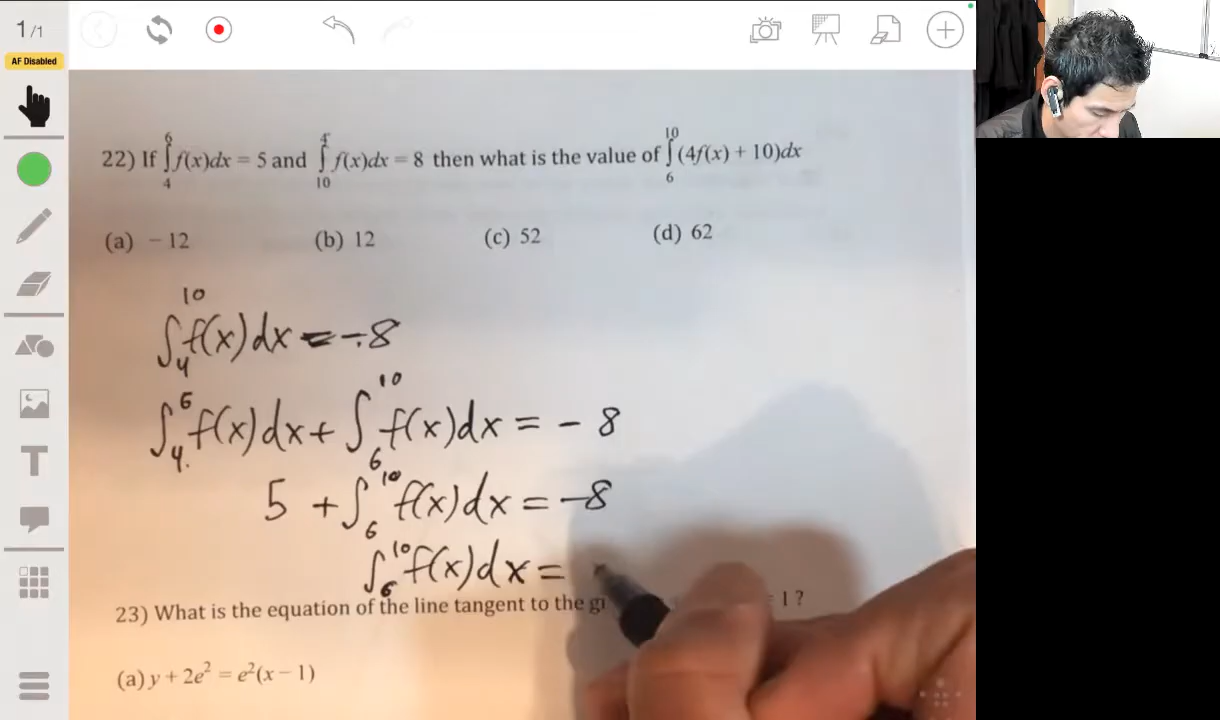 1/1
AF Disabled
22) If ∫₄⁶ f(x)dx = 5 and ∫₁₀⁴ f(x)dx = 8 then what is the value of ∫₆¹⁰ (4f(x) + 10)dx
(a) − 12 (b) 12 (c) 52 (d) 62
∫₄¹⁰ f(x)dx = −8
∫₄⁶ f(x)dx + ∫₆¹⁰ f(x)dx = − 8
5 + ∫₆¹⁰ f(x)dx = −8
∫₆¹⁰ f(x)dx =
23) What is the equation of the line tangent to the = 1 ?
(a) y + 2e² = e²(x − 1)
T